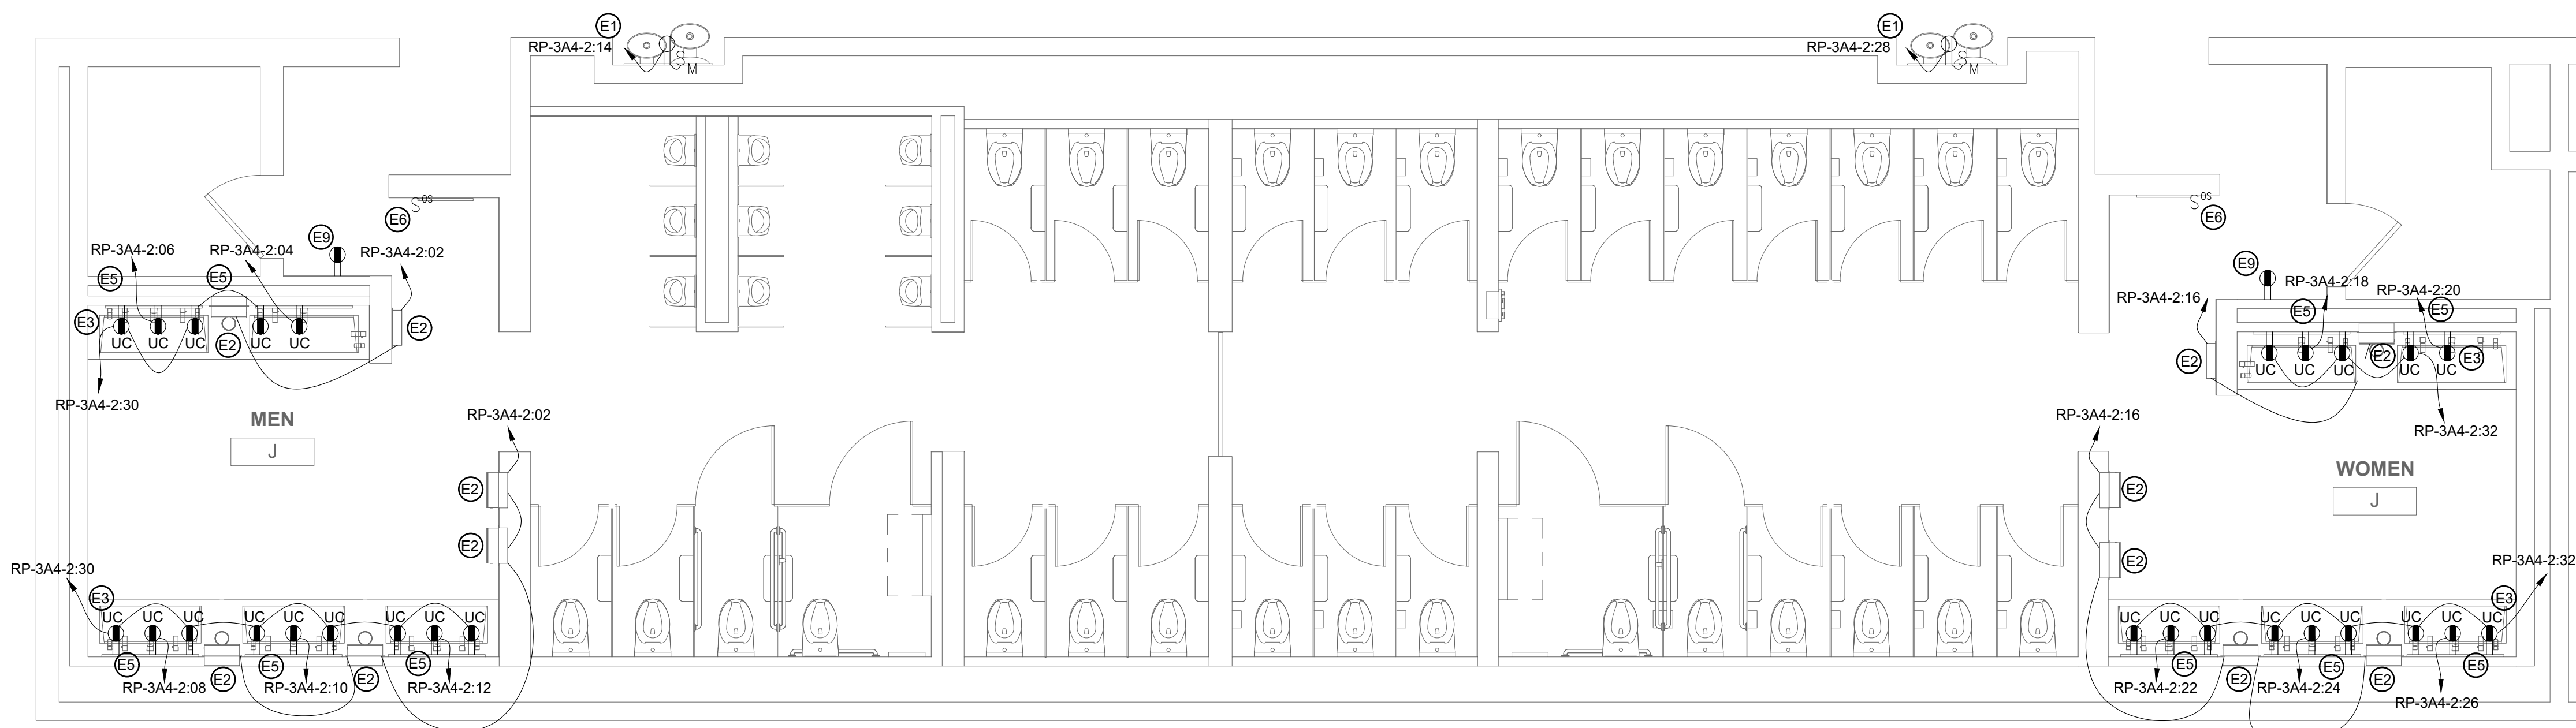 E1
RP-3A4-2:14
S
M
E1
RP-3A4-2:28
S
M
S OS
E6
S OS
E6
E9
RP-3A4-2:06
RP-3A4-2:04
RP-3A4-2:02
E5
E5
E3
E2
E2
UC UC UC UC UC
RP-3A4-2:30
MEN
J
E9
RP-3A4-2:18
RP-3A4-2:20
RP-3A4-2:16
E5
E5
E2
E2
E3
UC UC UC UC UC
RP-3A4-2:32
WOMEN
J
RP-3A4-2:02
E2
E2
RP-3A4-2:16
E2
E2
RP-3A4-2:30
E3
UC UC UC UC UC UC UC UC UC
E5
E5
E5
RP-3A4-2:08
E2
RP-3A4-2:10
E2
RP-3A4-2:12
RP-3A4-2:32
E3
UC UC UC UC UC UC UC UC UC
E5
E5
E5
RP-3A4-2:22
E2
RP-3A4-2:24
E2
RP-3A4-2:26